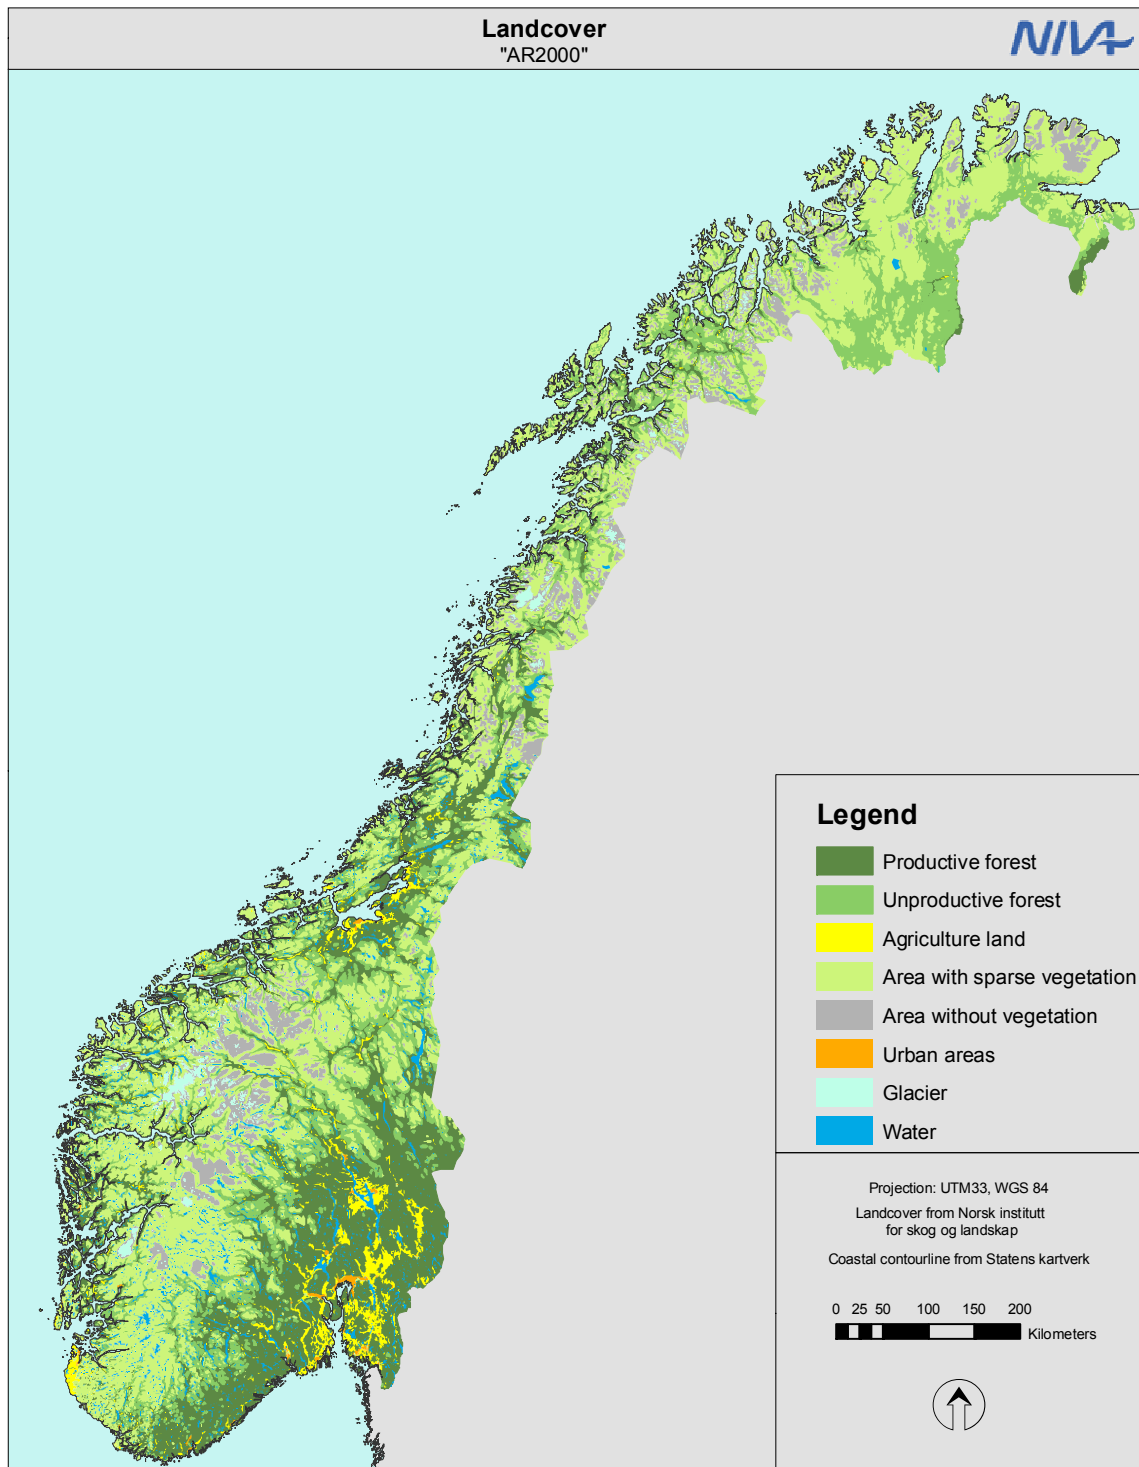 Landcover
"AR2000"
NIVA
Legend
Productive forest
Unproductive forest
Agriculture land
Area with sparse vegetation
Area without vegetation
Urban areas
Glacier
Water
Projection: UTM33, WGS 84
Landcover from Norsk institutt
for skog og landskap
Coastal contourline from Statens kartverk
0 25 50 100 150 200
Kilometers